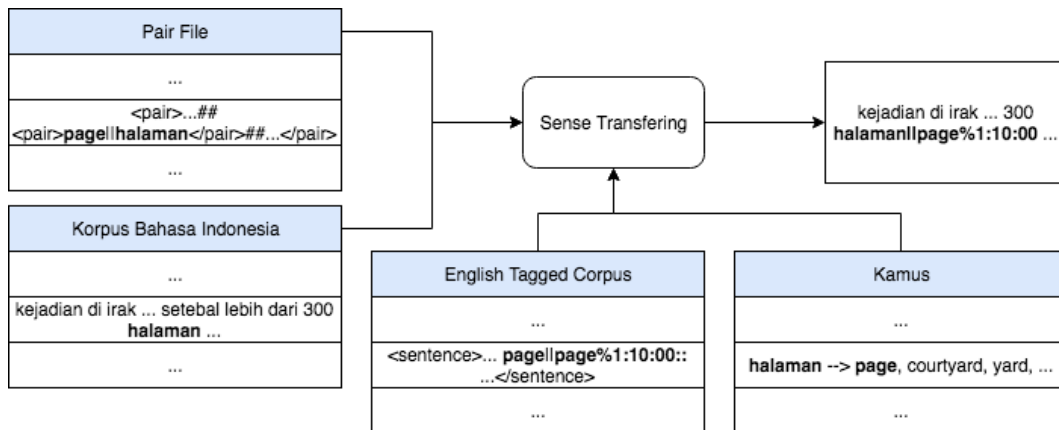 Pair File
...
<pair>...##
<pair>page||halaman</pair>##...</pair>
...
Korpus Bahasa Indonesia
...
kejadian di irak ... setebal lebih dari 300
halaman ...
...
Sense Transfering
kejadian di irak ... 300
halaman||page%1:10:00 ...
English Tagged Corpus
...
<sentence>... page||page%1:10:00::
...</sentence>
...
Kamus
...
halaman --> page, courtyard, yard, ...
...